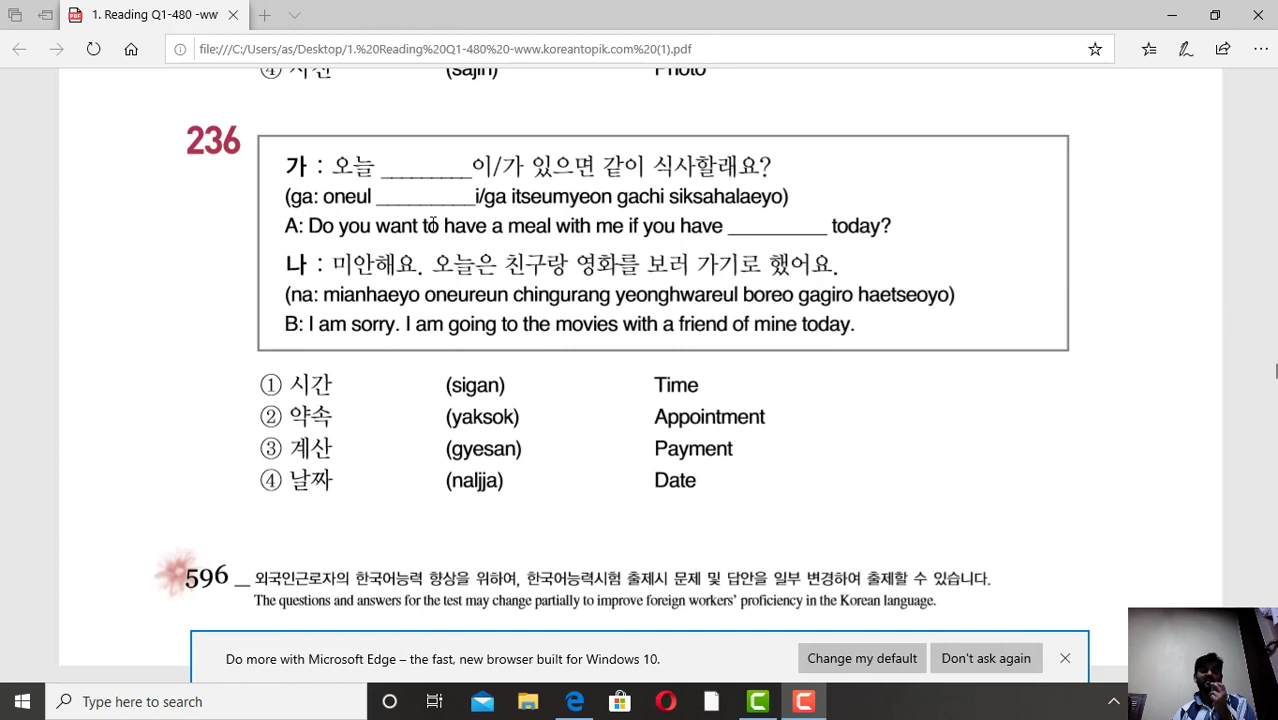 1. Reading Q1-480 -ww
file:///C:/Users/as/Desktop/1.%20Reading%20Q1-480%20-www.koreantopik.com%20(1).pdf
④ 사진 (sajin) Photo
236
가 : 오늘 _________이/가 있으면 같이 식사할래요?
(ga: oneul __________i/ga itseumyeon gachi siksahalaeyo)
A: Do you want to have a meal with me if you have __________ today?
나 : 미안해요. 오늘은 친구랑 영화를 보러 가기로 했어요.
(na: mianhaeyo oneureun chingurang yeonghwareul boreo gagiro haetseoyo)
B: I am sorry. I am going to the movies with a friend of mine today.
① 시간 (sigan) Time
② 약속 (yaksok) Appointment
③ 계산 (gyesan) Payment
④ 날짜 (naljja) Date
596 _ 외국인근로자의 한국어능력 향상을 위하여, 한국어능력시험 출제시 문제 및 답안을 일부 변경하여 출제할 수 있습니다.
The questions and answers for the test may change partially to improve foreign workers' proficiency in the Korean language.
Do more with Microsoft Edge – the fast, new browser built for Windows 10. Change my default Don't ask again
Type here to search